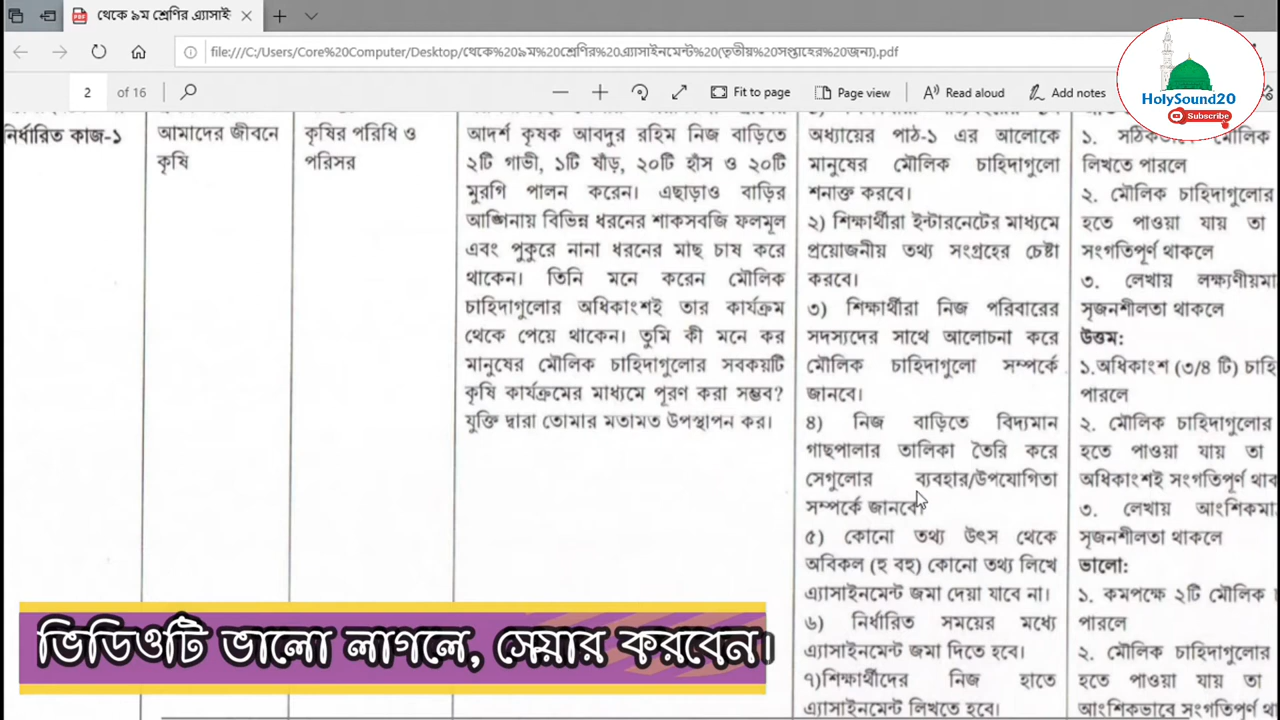 থেকে ৯ম শ্রেণির এ্যাসাই
file:///C:/Users/Core%20Computer/Desktop/থেকে%20৯ম%20শ্রেণির%20এ্যাসাইনমেন্ট%20(তৃতীয়%20সপ্তাহের%20জন্য).pdf
2 of 16 Fit to page Page view Read aloud Add notes
HolySound20
Subscribe
নির্ধারিত কাজ-১
আমাদের জীবনে
কৃষি
কৃষির পরিধি ও
পরিসর
আদর্শ কৃষক আবদুর রহিম নিজ বাড়িতে
২টি গাভী, ১টি ষাঁড়, ২০টি হাঁস ও ২০টি
মুরগি পালন করেন। এছাড়াও বাড়ির
আঙ্গিনায় বিভিন্ন ধরনের শাকসবজি ফলমূল
এবং পুকুরে নানা ধরনের মাছ চাষ করে
থাকেন। তিনি মনে করেন মৌলিক
চাহিদাগুলোর অধিকাংশই তার কার্যক্রম
থেকে পেয়ে থাকেন। তুমি কী মনে কর
মানুষের মৌলিক চাহিদাগুলোর সবকয়টি
কৃষি কার্যক্রমের মাধ্যমে পূরণ করা সম্ভব?
যুক্তি দ্বারা তোমার মতামত উপস্থাপন কর।
অধ্যায়ের পাঠ-১ এর আলোকে
মানুষের মৌলিক চাহিদাগুলো
শনাক্ত করবে।
২) শিক্ষার্থীরা ইন্টারনেটের মাধ্যমে
প্রয়োজনীয় তথ্য সংগ্রহের চেষ্টা
করবে।
৩) শিক্ষার্থীরা নিজ পরিবারের
সদস্যদের সাথে আলোচনা করে
মৌলিক চাহিদাগুলো সম্পর্কে
জানবে।
৪) নিজ বাড়িতে বিদ্যমান
গাছপালার তালিকা তৈরি করে
সেগুলোর ব্যবহার/উপযোগিতা
সম্পর্কে জানবে।
৫) কোনো তথ্য উৎস থেকে
অবিকল (হু বহু) কোনো তথ্য লিখে
এ্যাসাইনমেন্ট জমা দেয়া যাবে না।
৬) নির্ধারিত সময়ের মধ্যে
এ্যাসাইনমেন্ট জমা দিতে হবে।
৭)শিক্ষার্থীদের নিজ হাতে
এ্যাসাইনমেন্ট লিখতে হবে।
১. সঠিকভাবে মৌলিক
লিখতে পারলে
২. মৌলিক চাহিদাগুলোর
হতে পাওয়া যায় তা
সংগতিপূর্ণ থাকলে
৩. লেখায় লক্ষ্যণীয়মা
সৃজনশীলতা থাকলে
উত্তম:
১.অধিকাংশ (৩/৪ টি) চাহি
পারলে
২. মৌলিক চাহিদাগুলোর
হতে পাওয়া যায় তা
অধিকাংশই সংগতিপূর্ণ থাক
৩. লেখায় আংশিকমা
সৃজনশীলতা থাকলে
ভালো:
১. কমপক্ষে ২টি মৌলিক
পারলে
২. মৌলিক চাহিদাগুলোর
হতে পাওয়া যায় তা
আংশিকভাবে সংগতিপূর্ণ থা
ভিডিওটি ভালো লাগলে, সেয়ার করবেন।